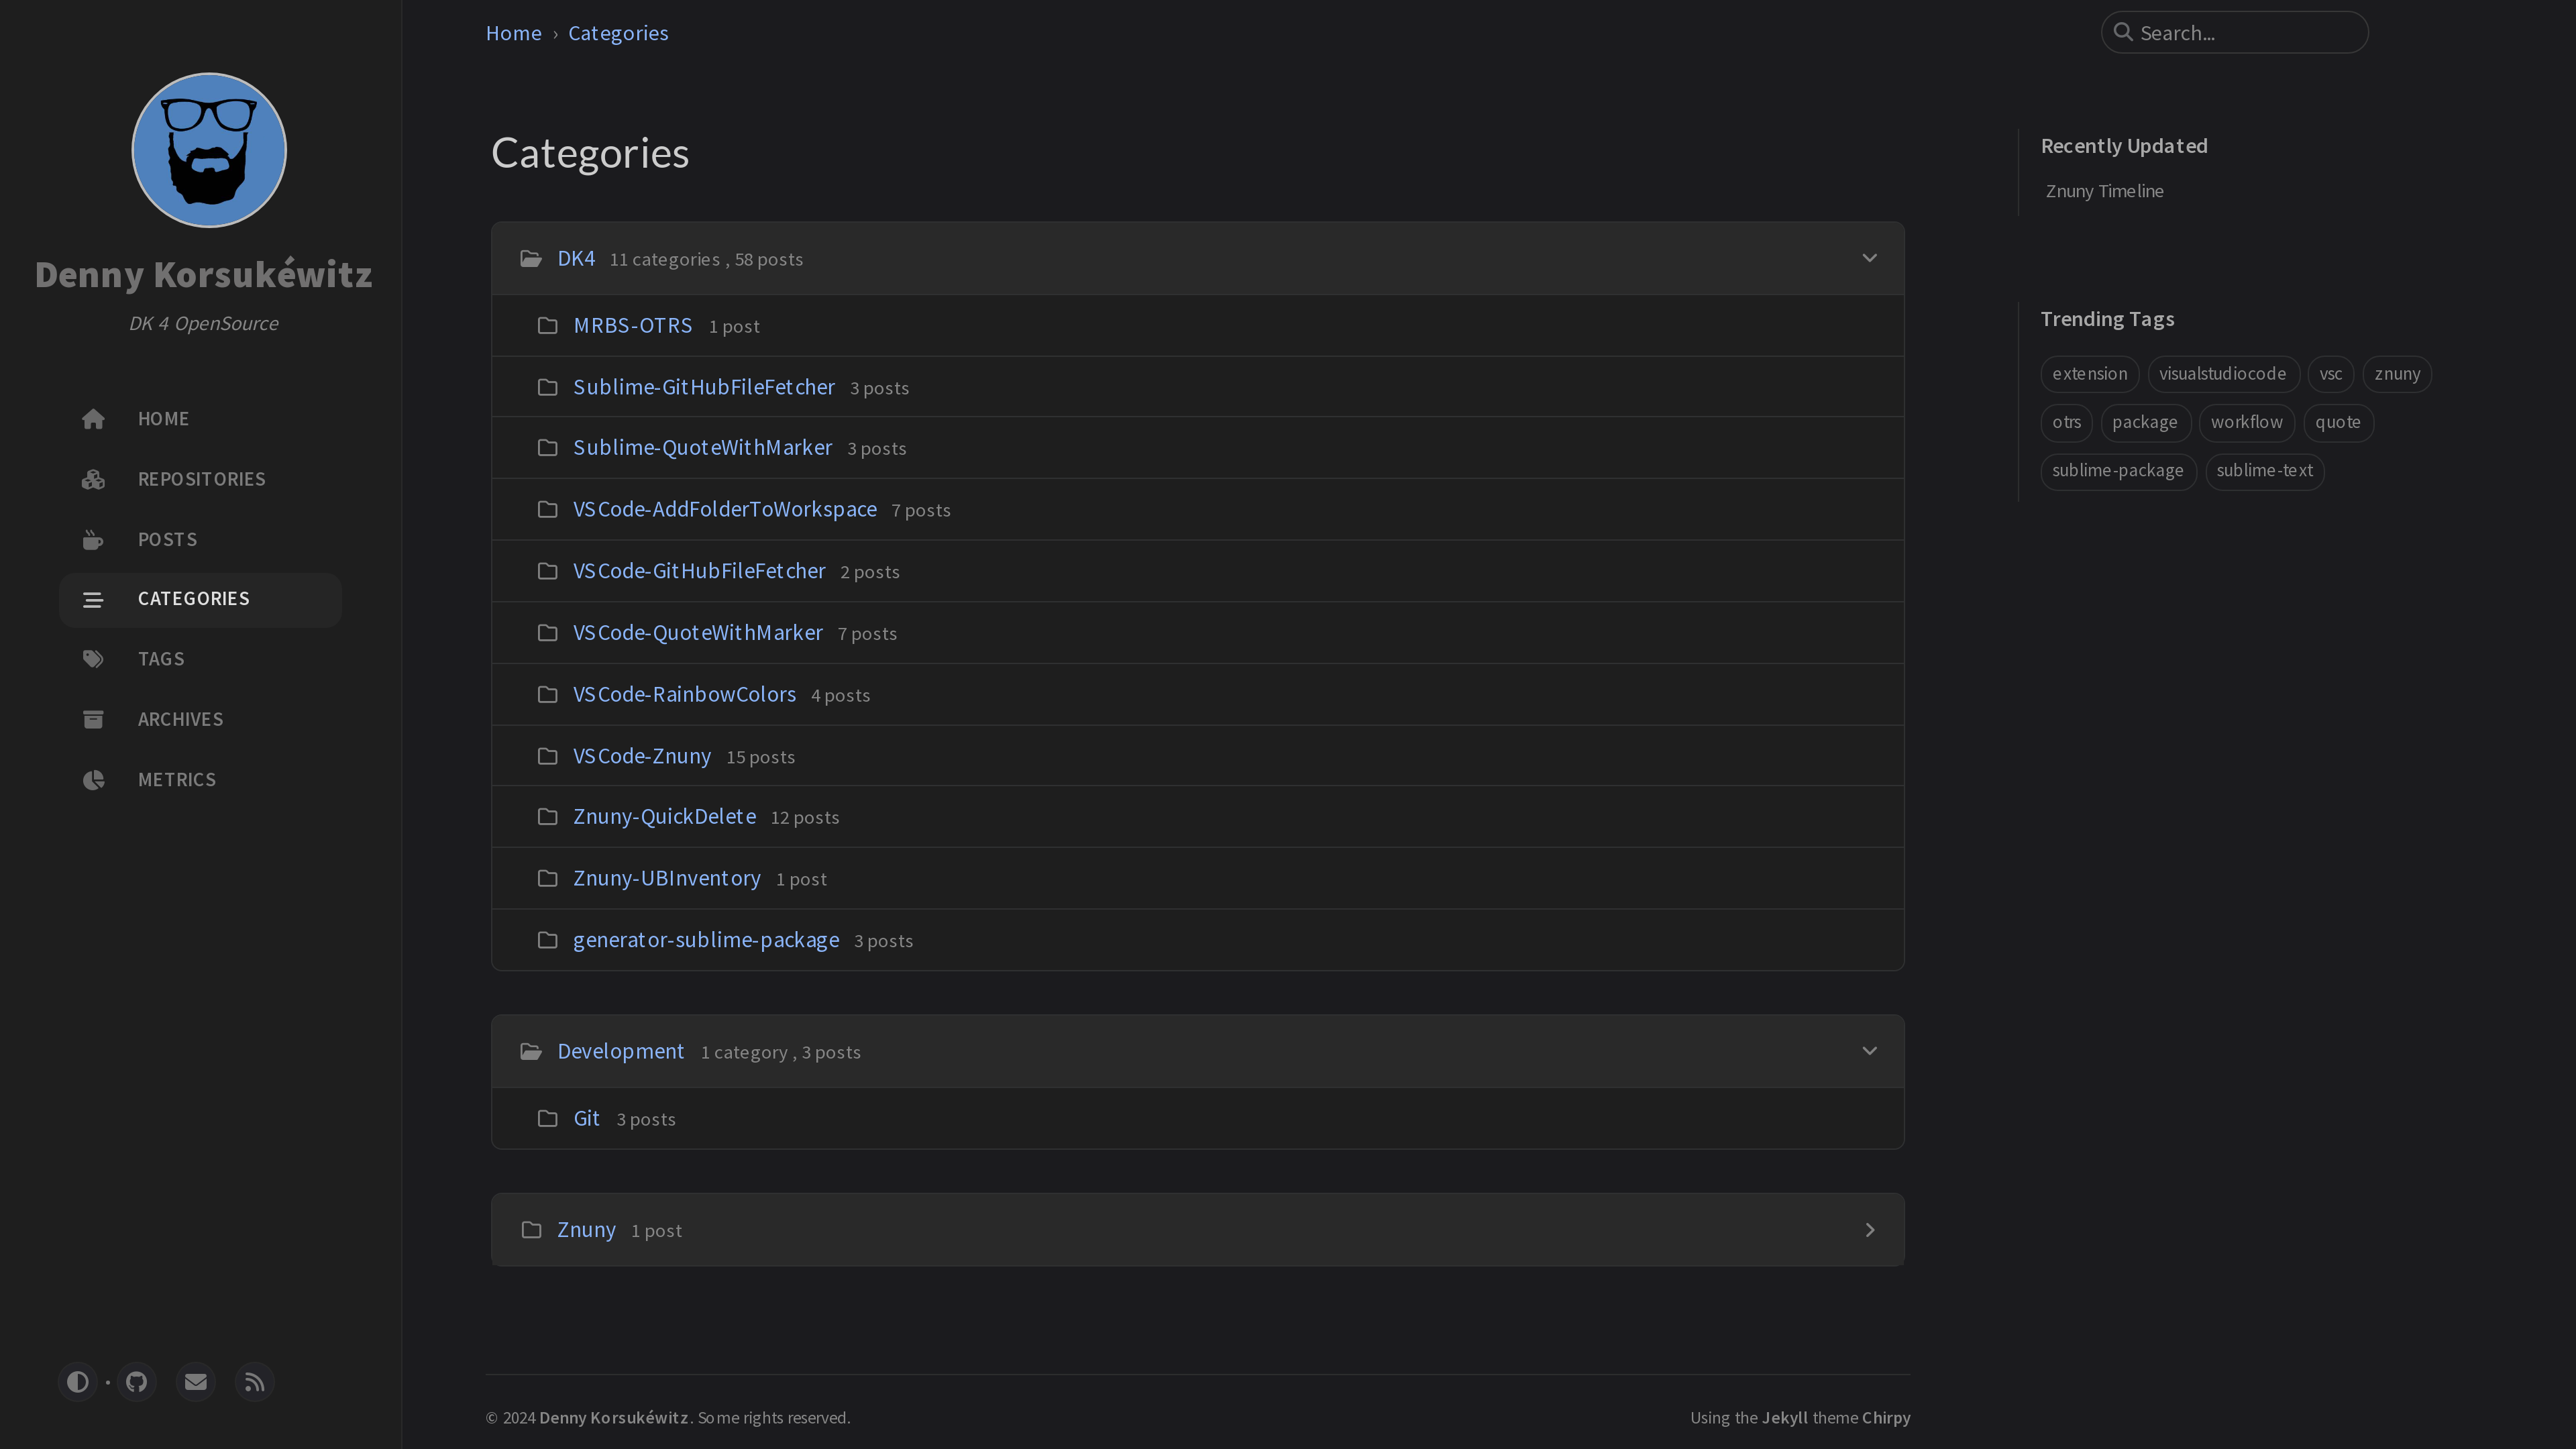 Denny Korsukéwitz
DK 4 OpenSource
HOME
REPOSITORIES
POSTS
CATEGORIES
TAGS
ARCHIVES
METRICS
Home › Categories
Search...
Categories
DK4 11 categories , 58 posts
MRBS-OTRS 1 post
Sublime-GitHubFileFetcher 3 posts
Sublime-QuoteWithMarker 3 posts
VSCode-AddFolderToWorkspace 7 posts
VSCode-GitHubFileFetcher 2 posts
VSCode-QuoteWithMarker 7 posts
VSCode-RainbowColors 4 posts
VSCode-Znuny 15 posts
Znuny-QuickDelete 12 posts
Znuny-UBInventory 1 post
generator-sublime-package 3 posts
Development 1 category , 3 posts
Git 3 posts
Znuny 1 post
Recently Updated
Znuny Timeline
Trending Tags
extension visualstudiocode vsc znuny
otrs package workflow quote
sublime-package sublime-text
© 2024 Denny Korsukéwitz. Some rights reserved.
Using the Jekyll theme Chirpy